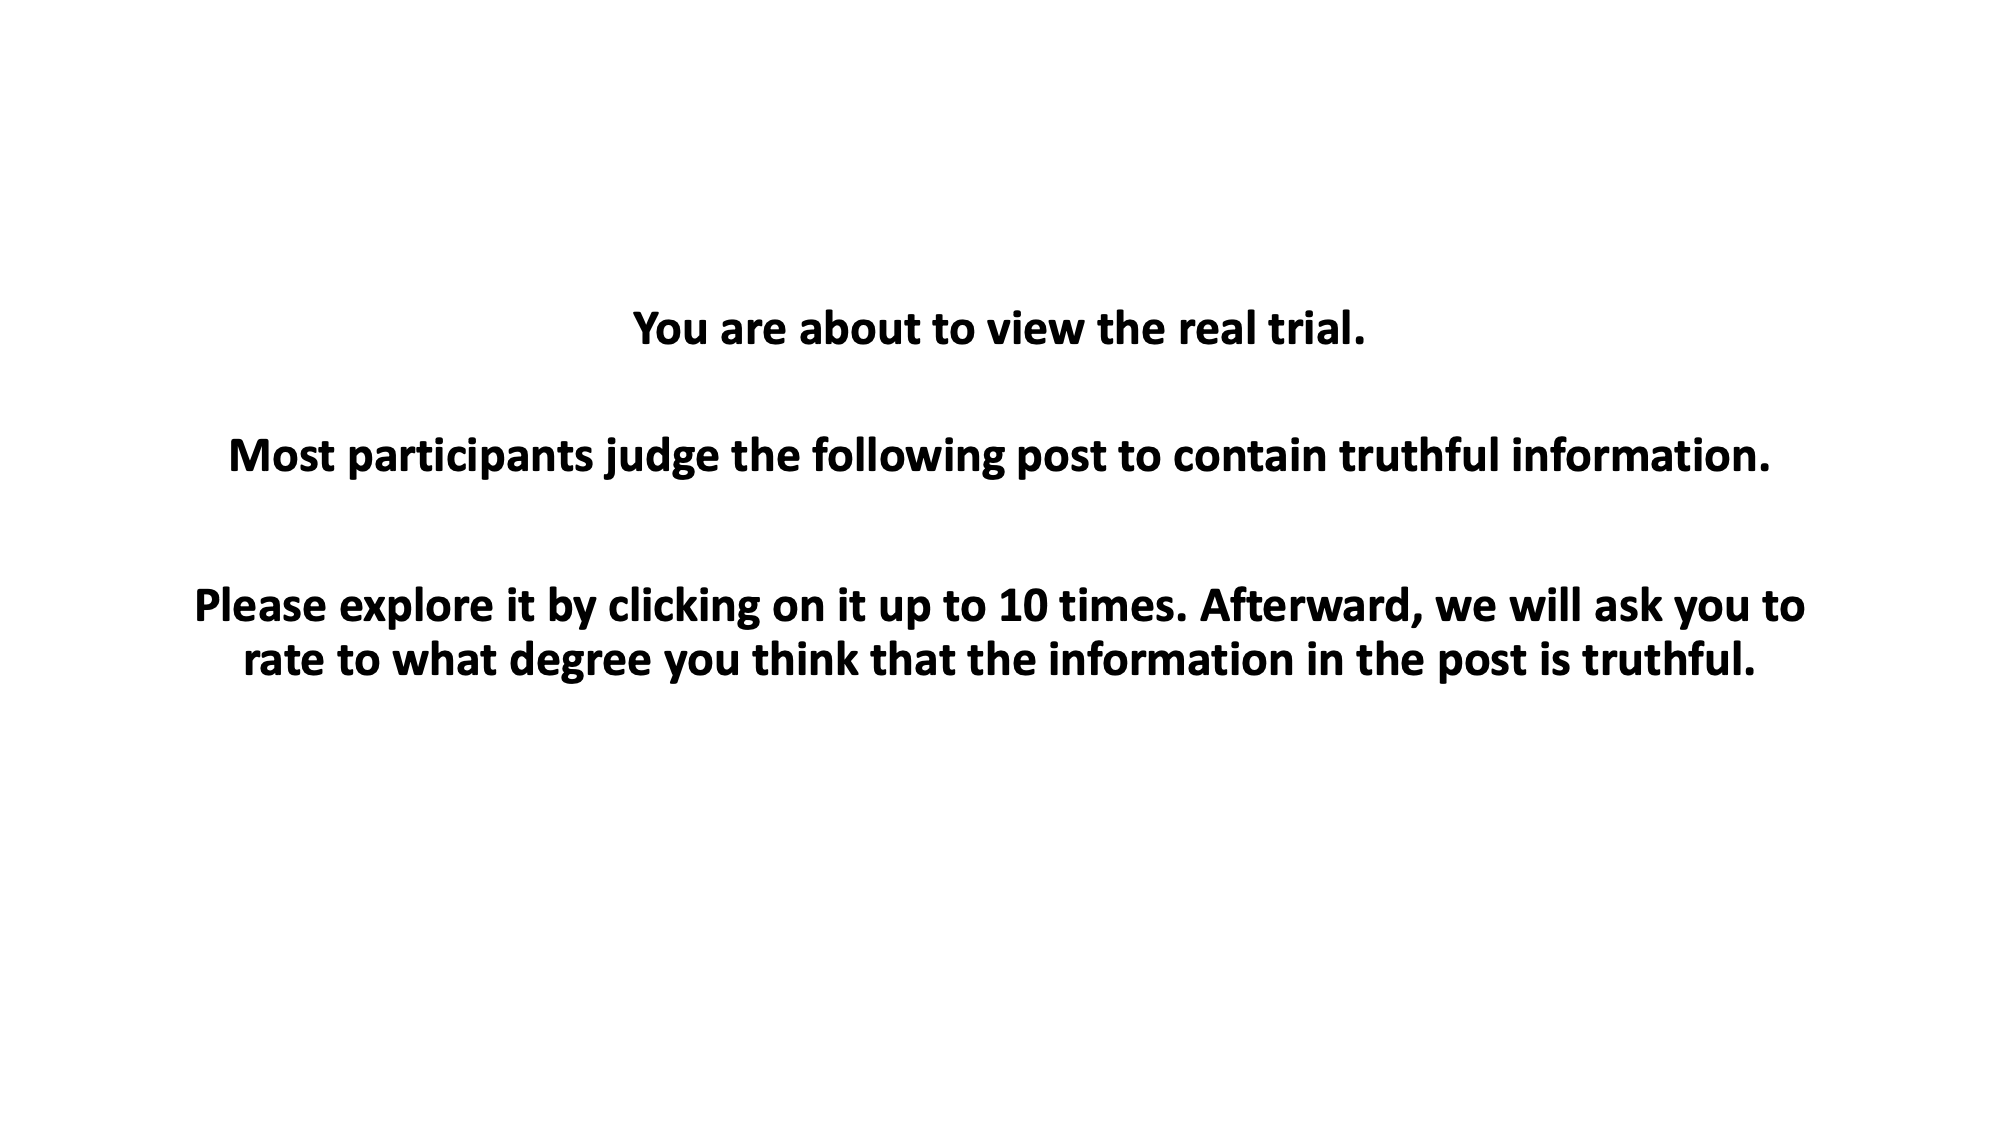 You are about to view the real trial.
Most participants judge the following post to contain truthful information.
Please explore it by clicking on it up to 10 times. Afterward, we will ask you to
rate to what degree you think that the information in the post is truthful.